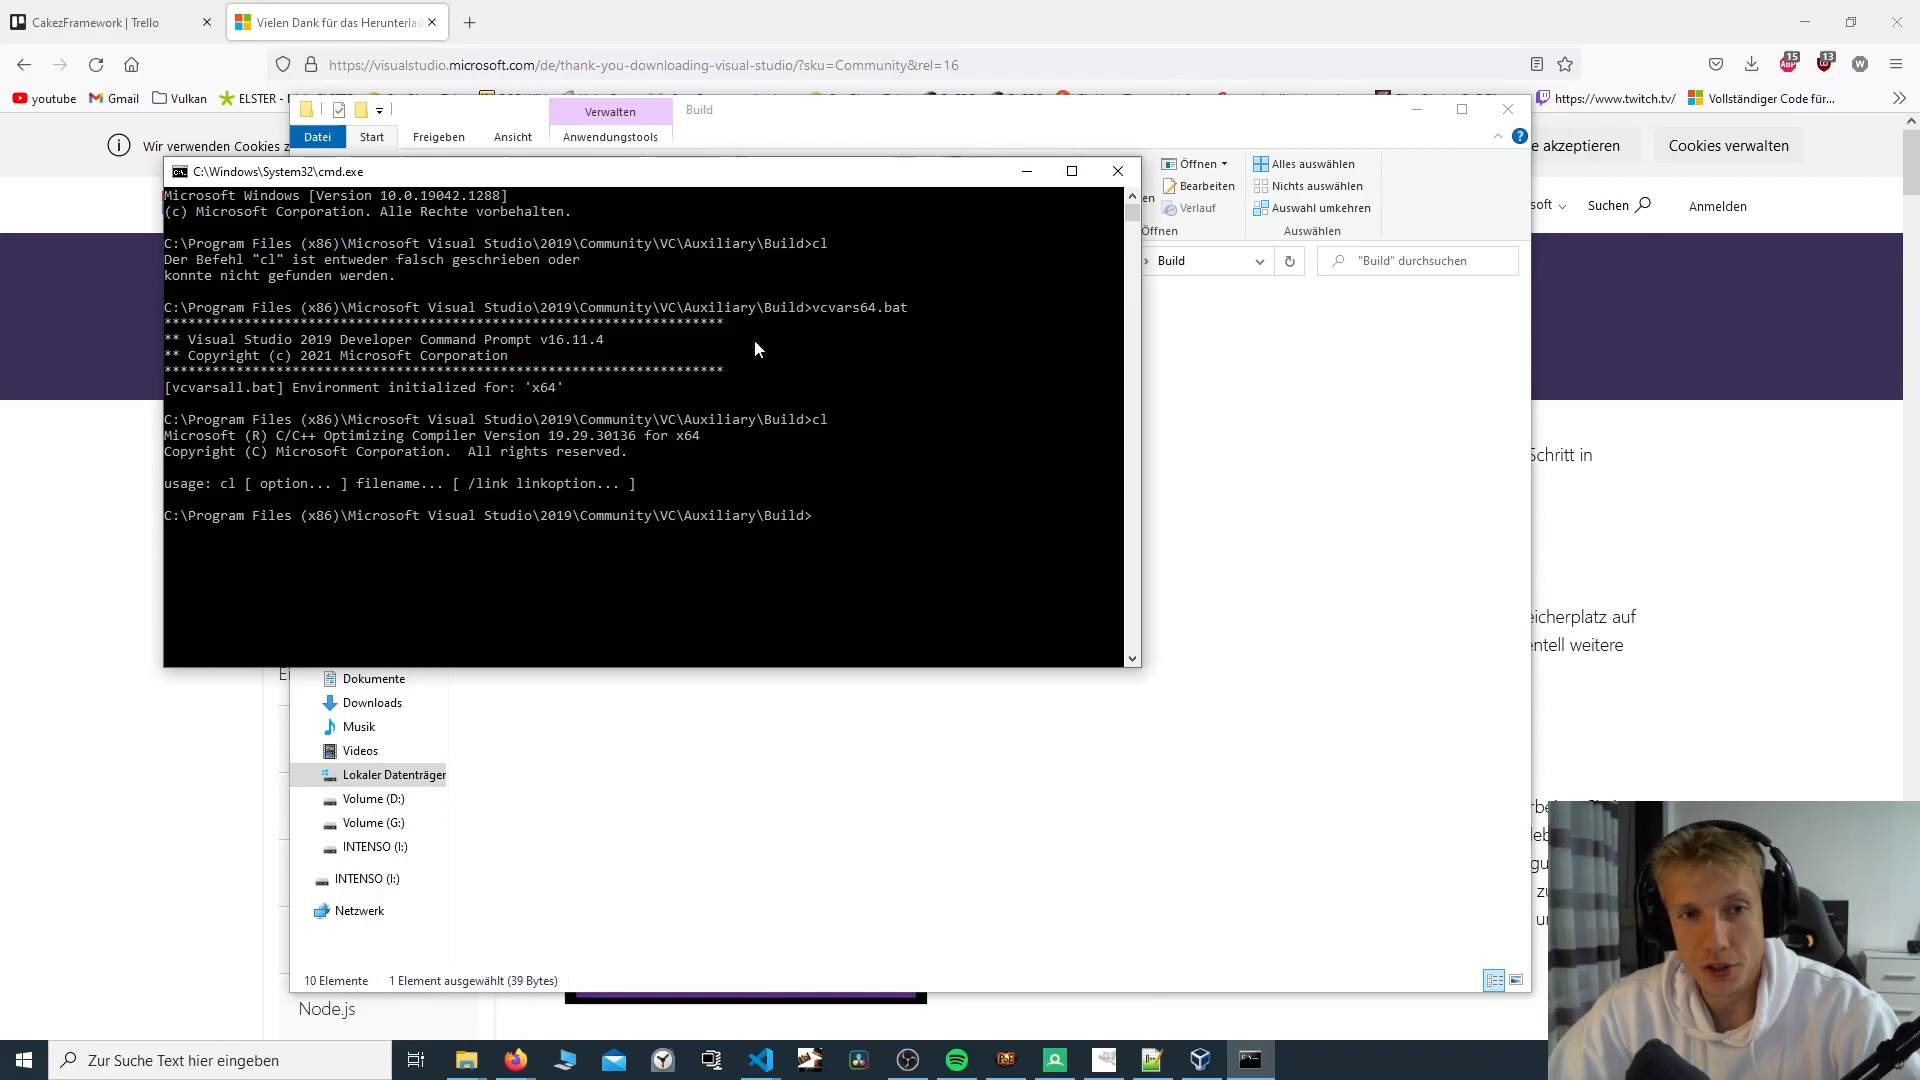 CakezFramework | Trello
Vielen Dank für das Herunterlad
https://visualstudio.microsoft.com/de/thank-you-downloading-visual-studio/?sku=Community&rel=16
15
13
youtube
Gmail
Vulkan
ELSTER -
https://www.twitch.tv/
Vollständiger Code für...
Verwalten
Build
Datei
Start
Freigeben
Ansicht
Anwendungstools
Wir verwenden Cookies z
e akzeptieren
Cookies verwalten
Öffnen
Alles auswählen
en
Bearbeiten
Nichts auswählen
Verlauf
Auswahl umkehren
Öffnen
Auswählen
soft
Suchen
Anmelden
Build
"Build" durchsuchen
C:\Windows\System32\cmd.exe
Microsoft Windows [Version 10.0.19042.1288]
(c) Microsoft Corporation. Alle Rechte vorbehalten.
C:\Program Files (x86)\Microsoft Visual Studio\2019\Community\VC\Auxiliary\Build>cl
Der Befehl "cl" ist entweder falsch geschrieben oder
konnte nicht gefunden werden.
C:\Program Files (x86)\Microsoft Visual Studio\2019\Community\VC\Auxiliary\Build>vcvars64.bat
**********************************************************************
** Visual Studio 2019 Developer Command Prompt v16.11.4
** Copyright (c) 2021 Microsoft Corporation
**********************************************************************
[vcvarsall.bat] Environment initialized for: 'x64'
C:\Program Files (x86)\Microsoft Visual Studio\2019\Community\VC\Auxiliary\Build>cl
Microsoft (R) C/C++ Optimizing Compiler Version 19.29.30136 for x64
Copyright (C) Microsoft Corporation.  All rights reserved.
usage: cl [ option... ] filename... [ /link linkoption... ]
C:\Program Files (x86)\Microsoft Visual Studio\2019\Community\VC\Auxiliary\Build>
Schritt in
eicherplatz auf
entell weitere
Dokumente
Downloads
Musik
Videos
Lokaler Datenträger
Volume (D:)
Volume (G:)
INTENSO (I:)
INTENSO (I:)
Netzwerk
10 Elemente
1 Element ausgewählt (39 Bytes)
Node.js
Zur Suche Text hier eingeben